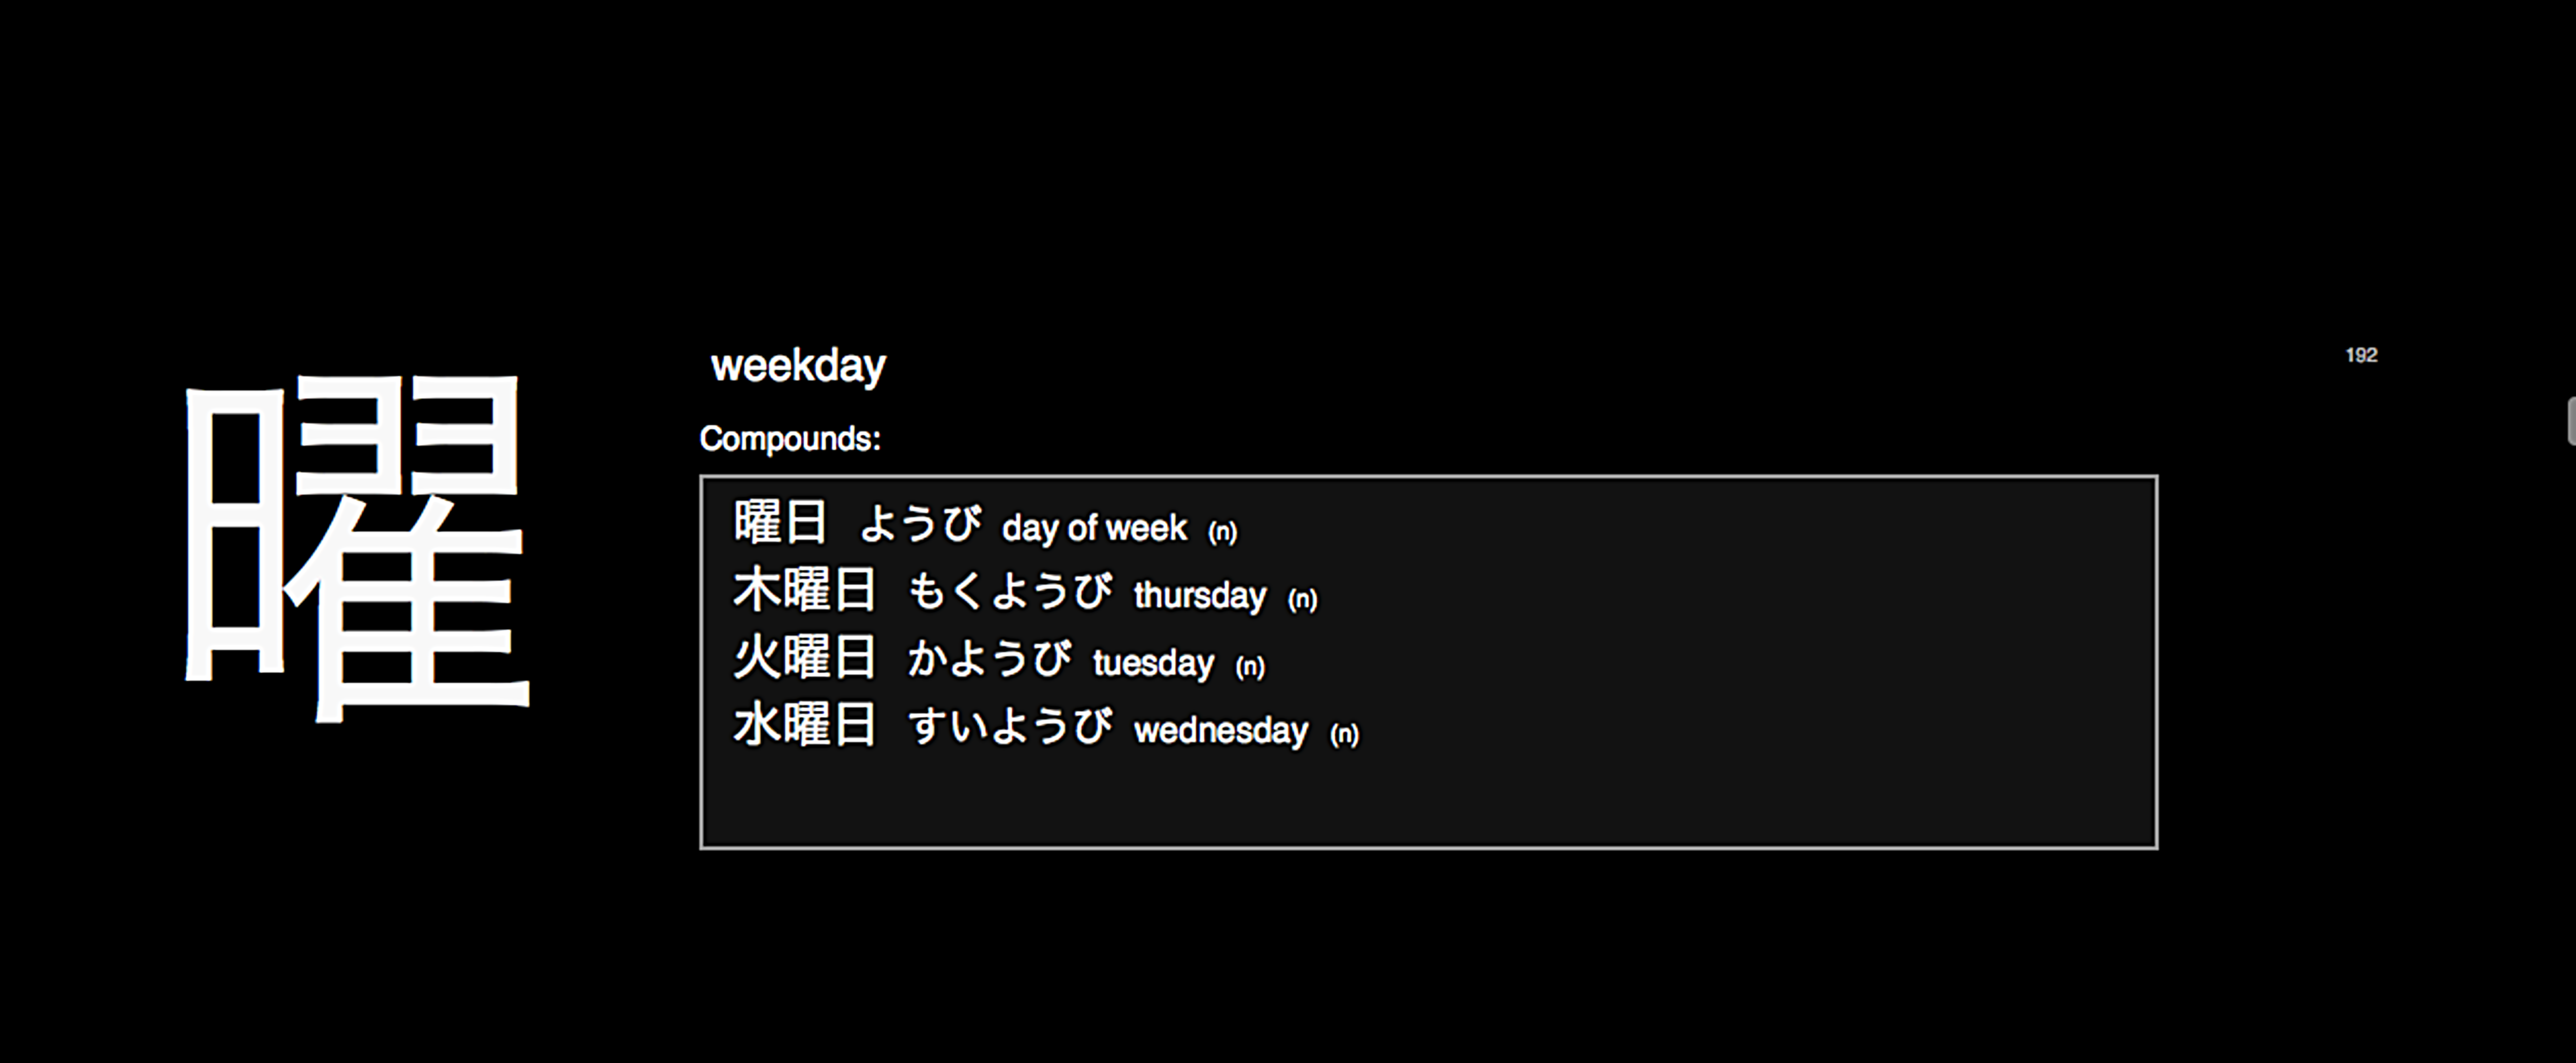 曜
weekday
192
Compounds:
曜日 ようび day of week (n)
木曜日 もくようび thursday (n)
火曜日 かようび tuesday (n)
水曜日 すいようび wednesday (n)